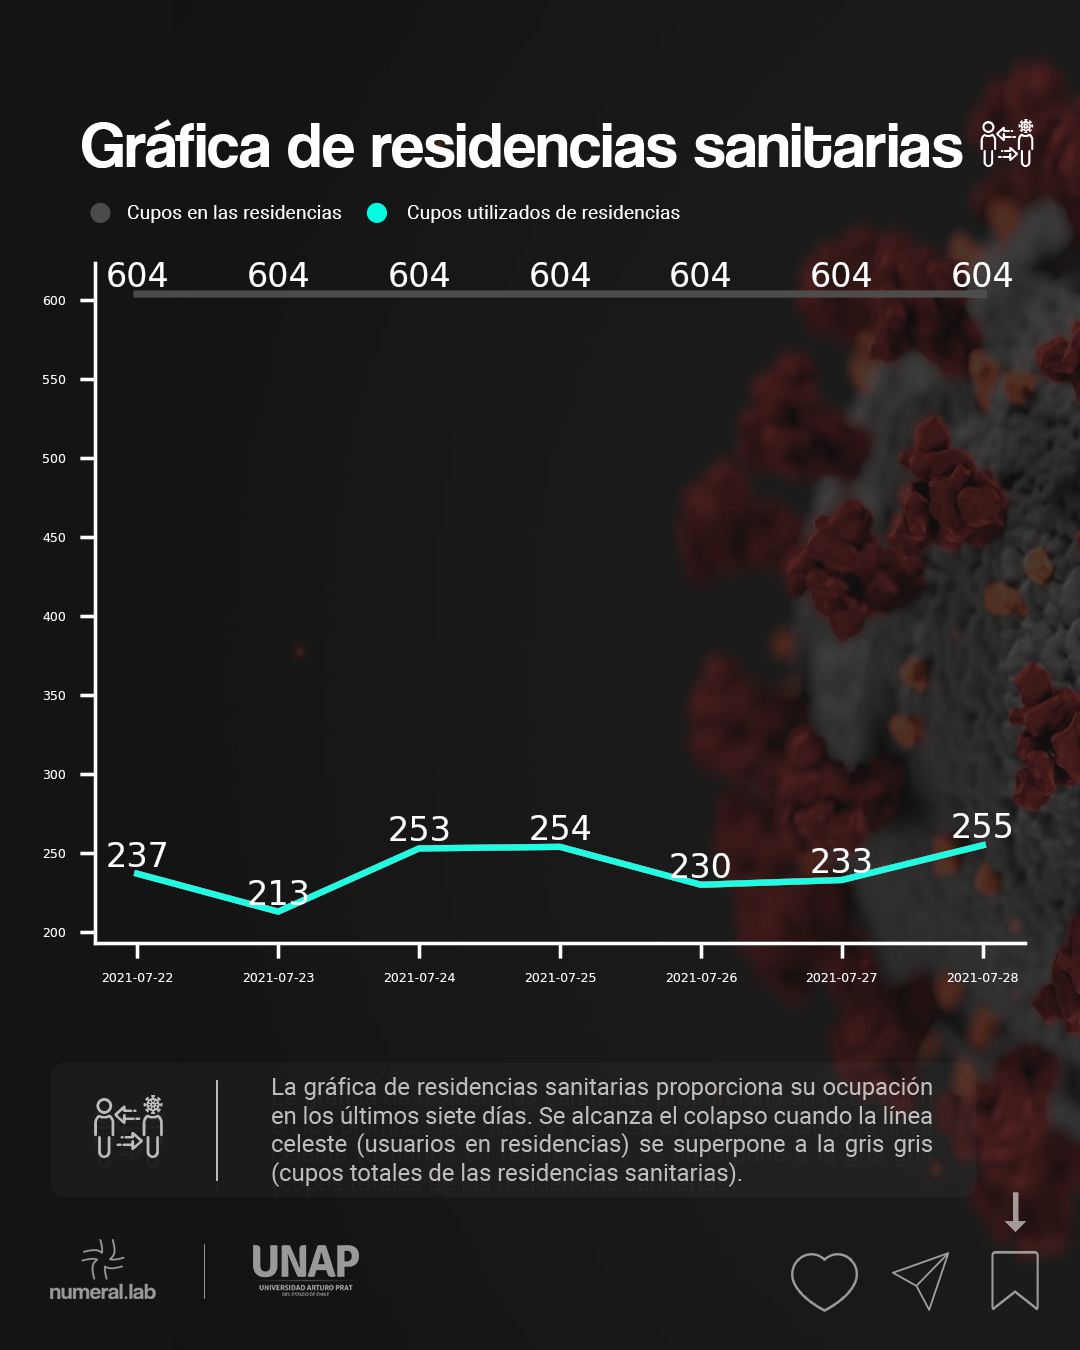 Gráfica de residencias sanitarias
Cupos en las residencias Cupos utilizados de residencias
604 604 604 604 604 604 604
600
550
500
450
400
350
300
250
200
237 213 253 254 230 233 255
2021-07-22 2021-07-23 2021-07-24 2021-07-25 2021-07-26 2021-07-27 2021-07-28
La gráfica de residencias sanitarias proporciona su ocupación
en los últimos siete días. Se alcanza el colapso cuando la línea
celeste (usuarios en residencias) se superpone a la gris gris
(cupos totales de las residencias sanitarias).
numeral.lab
UNAP
UNIVERSIDAD ARTURO PRAT
DEL ESTADO DE CHILE